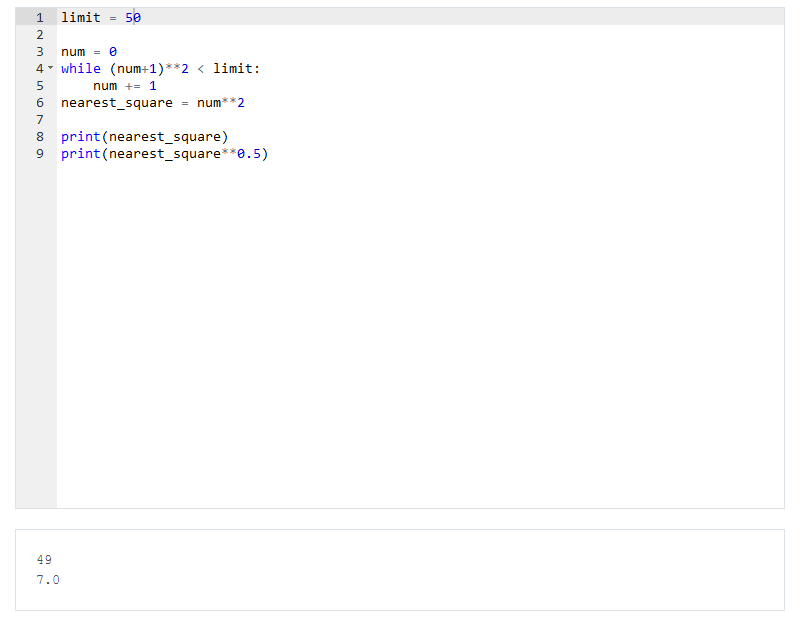 1 limit = 50
2
3 num = 0
4 while (num+1)**2 < limit:
5     num += 1
6 nearest_square = num**2
7
8 print(nearest_square)
9 print(nearest_square**0.5)
49
7.0